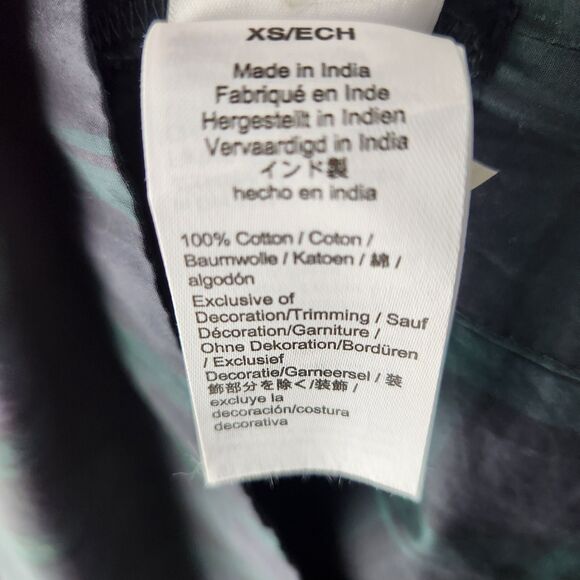 XS/ECH
Made in India
Fabriqué en Inde
Hergestellt in Indien
Vervaardigd in India
インド製
hecho en india
100% Cotton / Coton /
Baumwolle / Katoen / 綿 /
algodón
Exclusive of
Decoration/Trimming / Sauf
Décoration/Garniture /
Ohne Dekoration/Bordüren
/ Exclusief
Decoratie/Garneersel / 装
飾部分を除く/装飾 /
excluye la
decoración/costura
decorativa